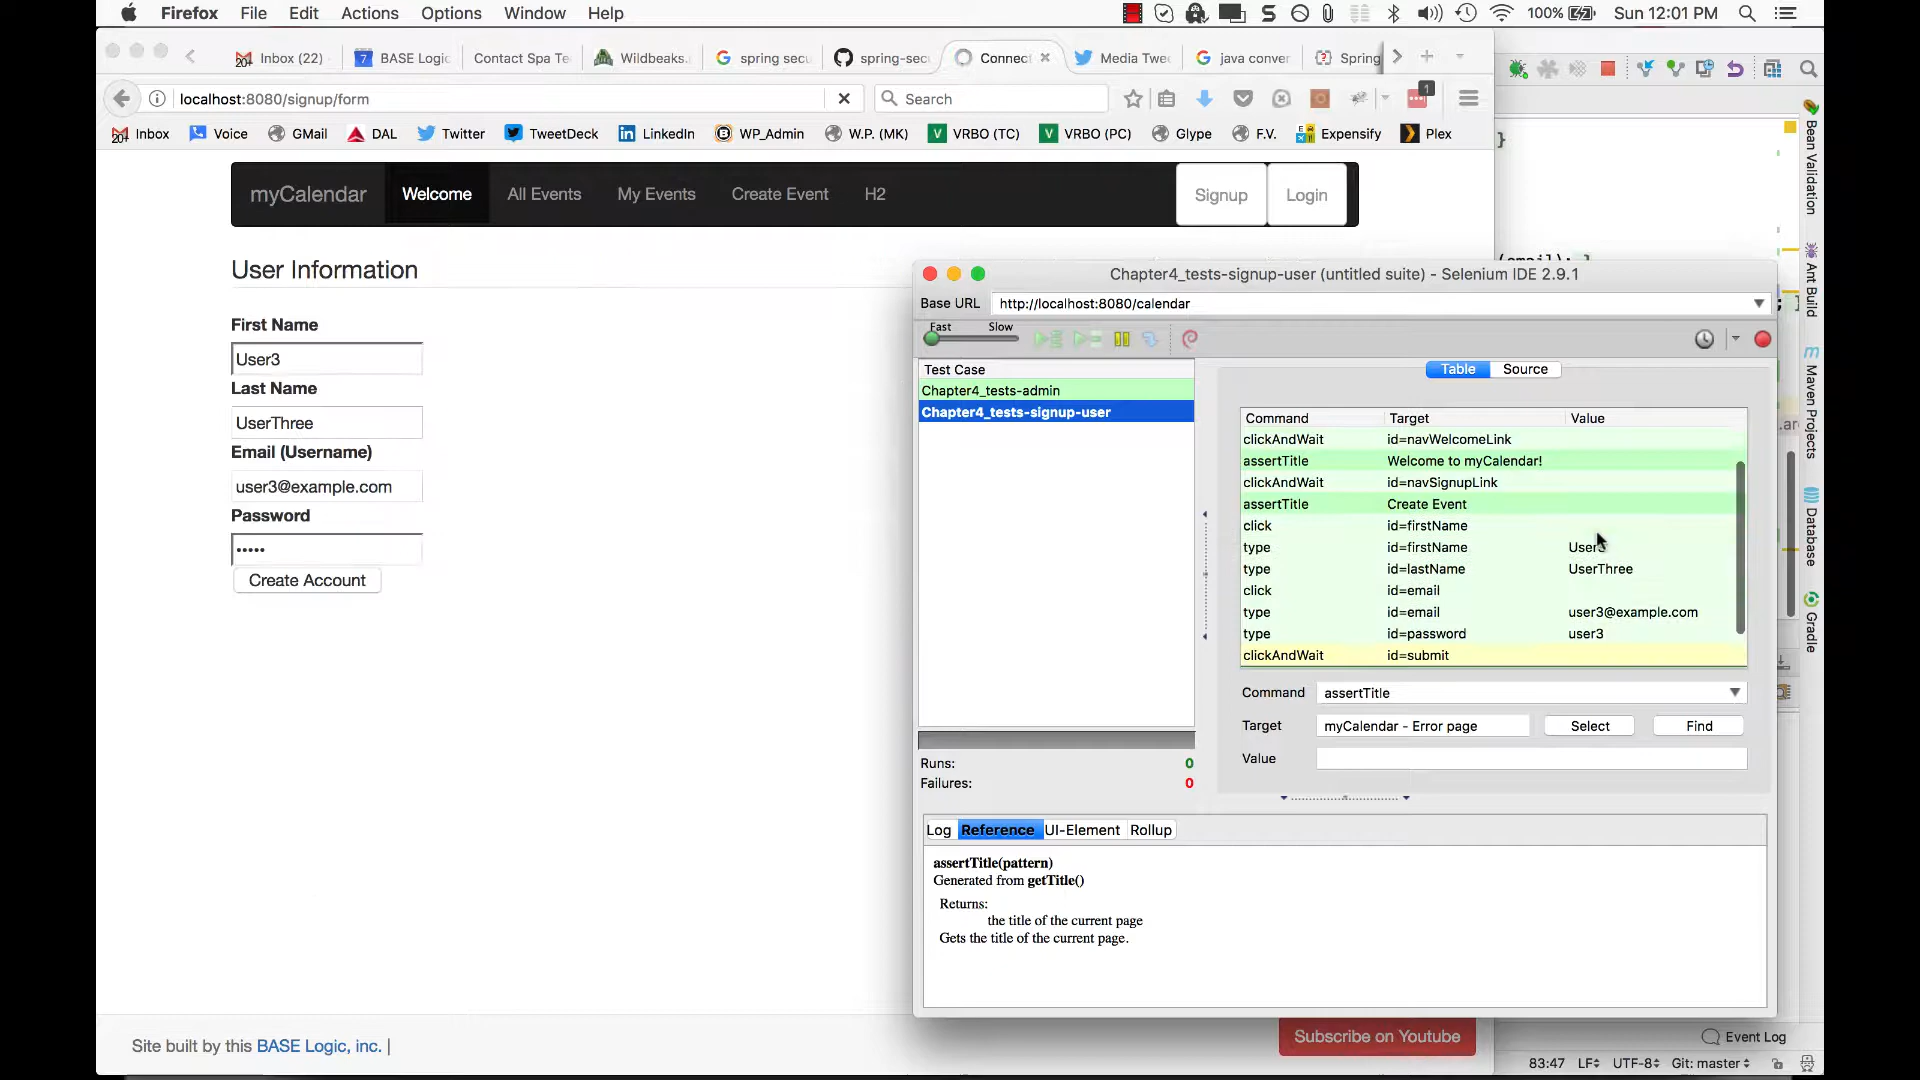 Firefox File Edit Actions Options Window Help 100% Sun 12:01 PM
Inbox (22) BASE Logic Contact Spa Te Wildbeaks. spring secu spring-secu Connect Media Twe java conver Spring
localhost:8080/signup/form Search 1
Inbox Voice GMail DAL Twitter TweetDeck LinkedIn WP_Admin W.P. (MK) VRBO (TC) VRBO (PC) Glype F.V. Expensify Plex
myCalendar Welcome All Events My Events Create Event H2 Signup Login
User Information
First Name
User3
Last Name
UserThree
Email (Username)
user3@example.com
Password
•••••
Create Account
Site built by this BASE Logic, inc. |
Subscribe on Youtube
Chapter4_tests-signup-user (untitled suite) - Selenium IDE 2.9.1
Base URL http://localhost:8080/calendar
Fast Slow
Test Case
Chapter4_tests-admin
Chapter4_tests-signup-user
Runs: 0
Failures: 0
Table Source
Command Target Value
clickAndWait id=navWelcomeLink
assertTitle Welcome to myCalendar!
clickAndWait id=navSignupLink
assertTitle Create Event
click id=firstName
type id=firstName User3
type id=lastName UserThree
click id=email
type id=email user3@example.com
type id=password user3
clickAndWait id=submit
Command assertTitle
Target myCalendar - Error page Select Find
Value
Log Reference UI-Element Rollup
assertTitle(pattern)
Generated from getTitle()
Returns:
the title of the current page
Gets the title of the current page.
}
Bean Validation
Ant Build
Maven Projects
Database
Gradle
Event Log
83:47 LF UTF-8 Git: master